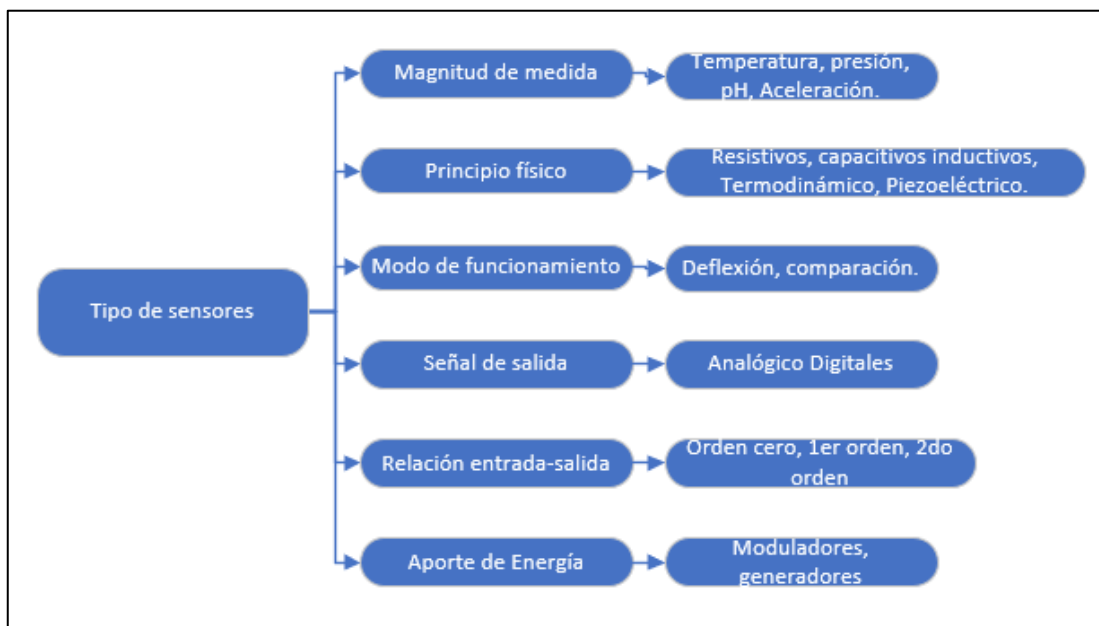 Tipo de sensores
Magnitud de medida
Temperatura, presión,
pH, Aceleración.
Principio físico
Resistivos, capacitivos inductivos,
Termodinámico, Piezoeléctrico.
Modo de funcionamiento
Deflexión, comparación.
Señal de salida
Analógico Digitales
Relación entrada-salida
Orden cero, 1er orden, 2do
orden
Aporte de Energía
Moduladores,
generadores